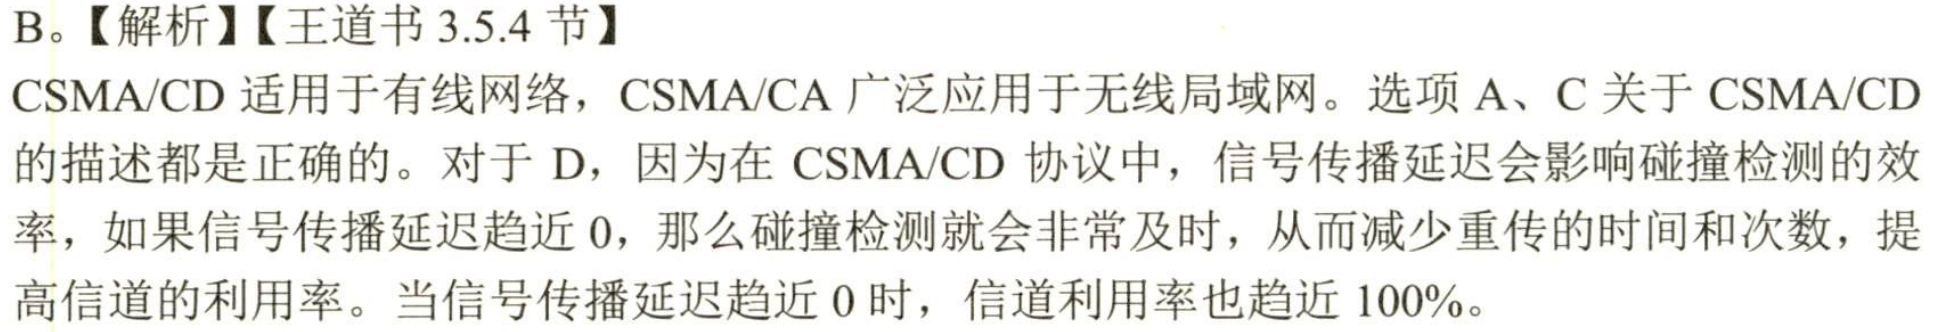 B。【解析】【王道书 3.5.4 节】
CSMA/CD 适用于有线网络，CSMA/CA 广泛应用于无线局域网。选项 A、C 关于 CSMA/CD
的描述都是正确的。对于 D，因为在 CSMA/CD 协议中，信号传播延迟会影响碰撞检测的效
率，如果信号传播延迟趋近 0，那么碰撞检测就会非常及时，从而减少重传的时间和次数，提
高信道的利用率。当信号传播延迟趋近 0 时，信道利用率也趋近 100%。